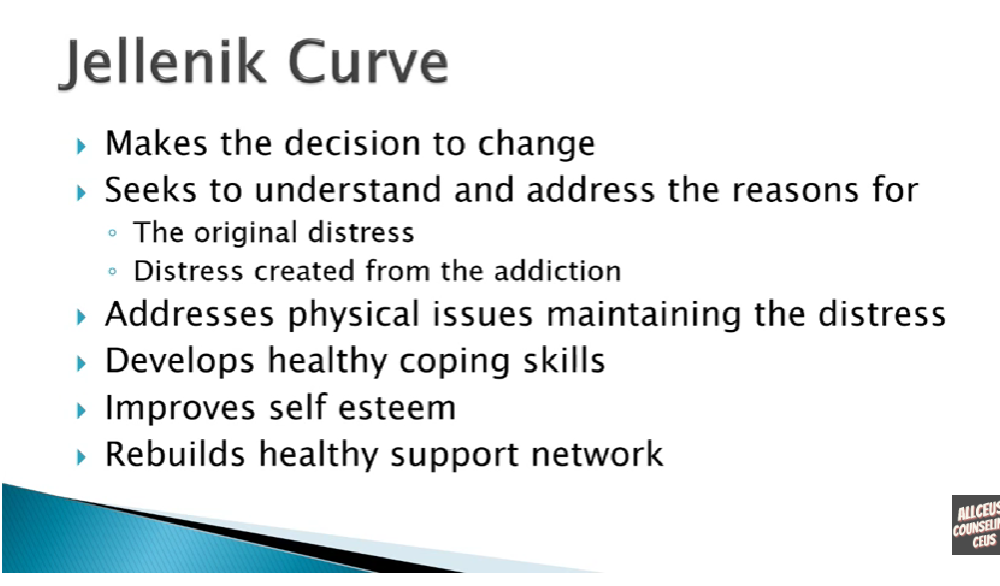 Jellenik Curve
Makes the decision to change
Seeks to understand and address the reasons for
The original distress
Distress created from the addiction
Addresses physical issues maintaining the distress
Develops healthy coping skills
Improves self esteem
Rebuilds healthy support network
ALLCEUS
CEUS